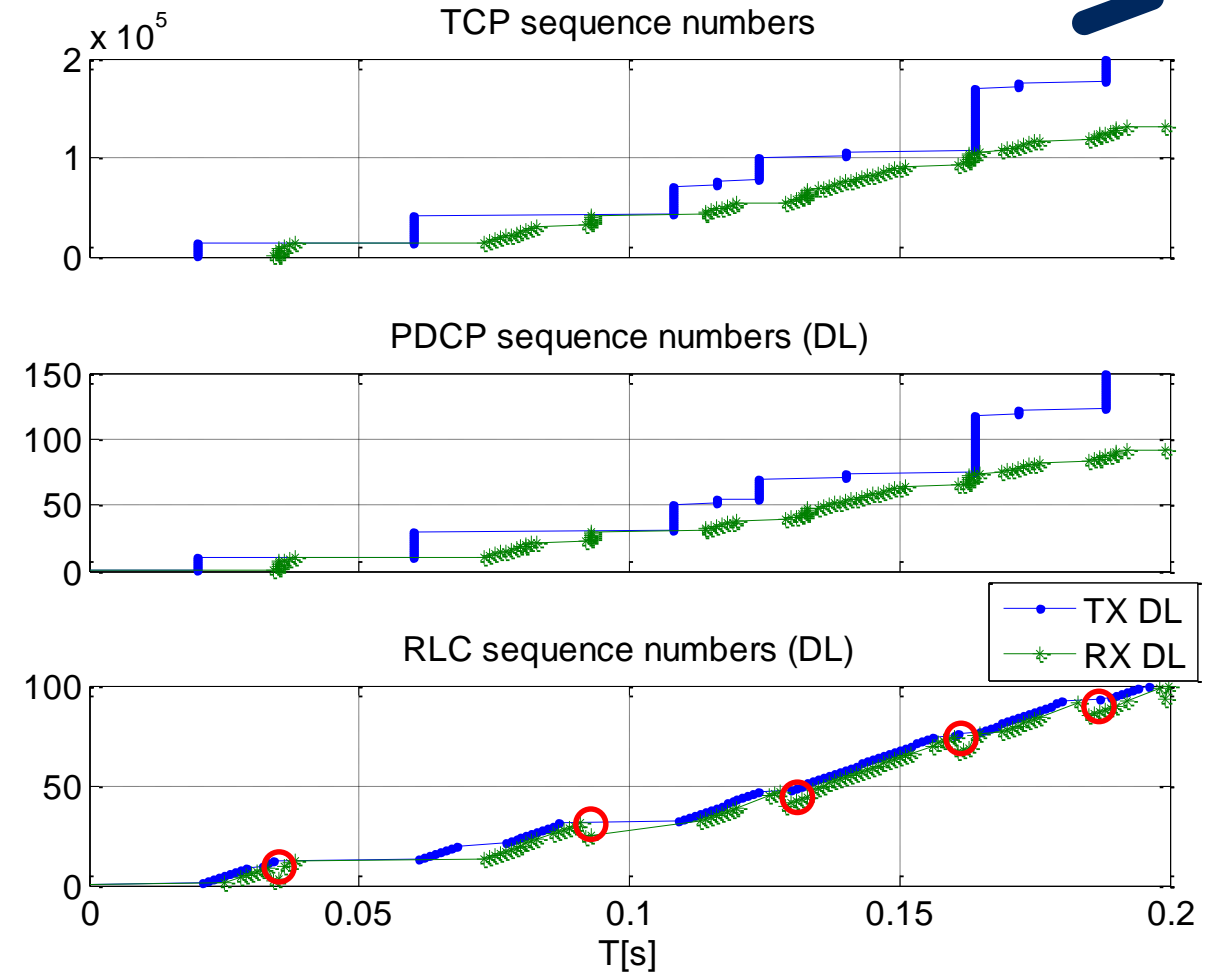 TCP sequence numbers
x 10^5
2
1
0
PDCP sequence numbers (DL)
150
100
50
0
TX DL
RX DL
RLC sequence numbers (DL)
100
50
0
0 0.05 0.1 0.15 0.2
T[s]